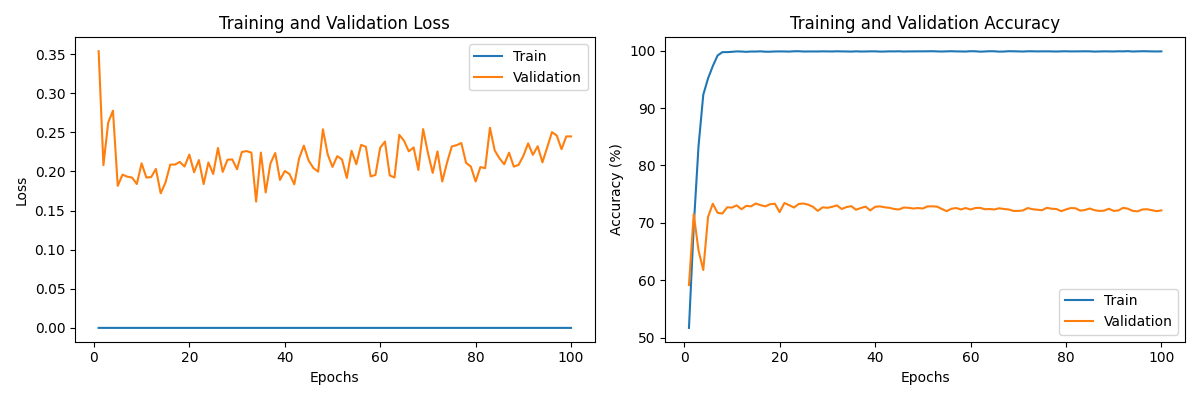 Training and Validation Loss
Train
Validation
0.35
0.30
0.25
0.20
0.15
0.10
0.05
0.00
Loss
0
20
40
60
80
100
Epochs
Training and Validation Accuracy
100
90
80
70
60
50
Accuracy (%)
Train
Validation
0
20
40
60
80
100
Epochs